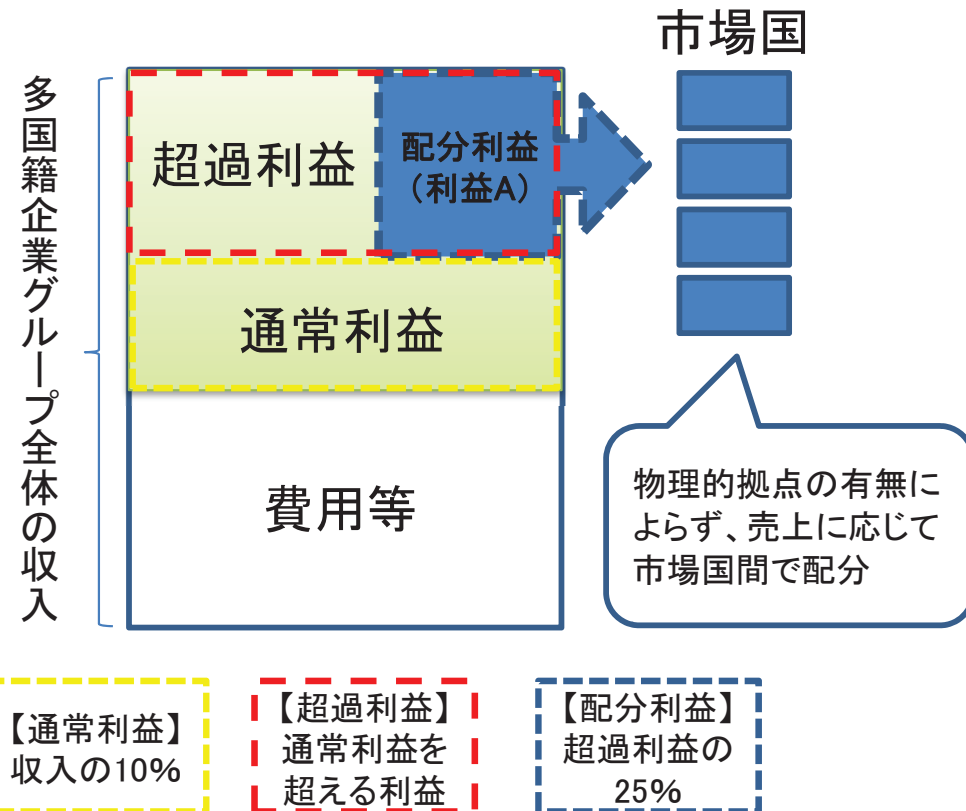 市場国
多国籍企業グループ全体の収入
超過利益
配分利益
（利益A）
通常利益
費用等
物理的拠点の有無に
よらず、売上に応じて
市場国間で配分
【通常利益】
収入の10%
【超過利益】
通常利益を
超える利益
【配分利益】
超過利益の
25%